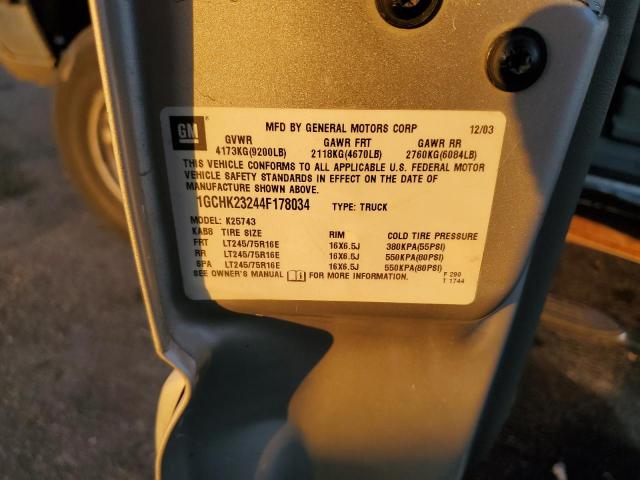 GM MFD BY GENERAL MOTORS CORP 12/03
GVWR GAWR FRT GAWR RR
4173KG(9200LB) 2118KG(4670LB) 2760KG(6084LB)
THIS VEHICLE CONFORMS TO ALL APPLICABLE U.S. FEDERAL MOTOR
VEHICLE SAFETY STANDARDS IN EFFECT ON THE DATE OF
MANUFACTURE SHOWN ABOVE.
1GCHK23244F178034 TYPE: TRUCK
MODEL: K25743
KABB TIRE SIZE RIM COLD TIRE PRESSURE
FRT LT245/75R16E 16X6.5J 380KPA(55PSI)
RR LT245/75R16E 16X6.5J 550KPA(80PSI)
SPA LT245/75R16E 16X6.5J 550KPA(80PSI)
SEE OWNER'S MANUAL FOR MORE INFORMATION. F 290
T 1744